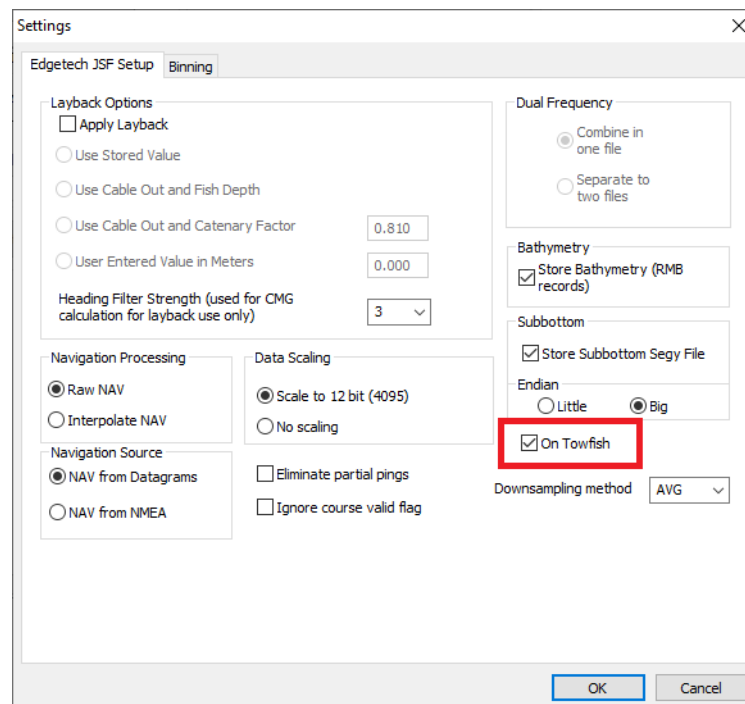 Settings
Edgetech JSF Setup
Binning
Layback Options
Apply Layback
Use Stored Value
Use Cable Out and Fish Depth
Use Cable Out and Catenary Factor
0.810
User Entered Value in Meters
0.000
Heading Filter Strength (used for CMG
calculation for layback use only)
3
Dual Frequency
Combine in
one file
Separate to
two files
Bathymetry
Store Bathymetry (RMB
records)
Subbottom
Store Subbottom Segy File
Endian
Little
Big
On Towfish
Downsampling method
AVG
Navigation Processing
Raw NAV
Interpolate NAV
Data Scaling
Scale to 12 bit (4095)
No scaling
Navigation Source
NAV from Datagrams
NAV from NMEA
Eliminate partial pings
Ignore course valid flag
OK
Cancel